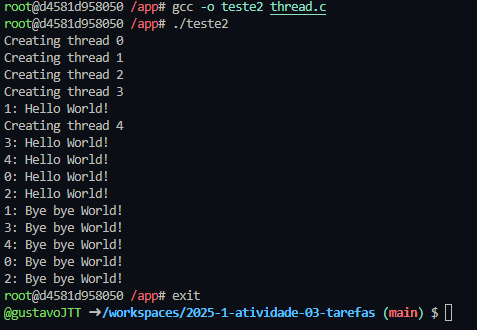 root@d4581d958050 /app# gcc -o teste2 thread.c
root@d4581d958050 /app# ./teste2
Creating thread 0
Creating thread 1
Creating thread 2
Creating thread 3
1: Hello World!
Creating thread 4
3: Hello World!
4: Hello World!
0: Hello World!
2: Hello World!
1: Bye bye World!
3: Bye bye World!
4: Bye bye World!
0: Bye bye World!
2: Bye bye World!
root@d4581d958050 /app# exit
@gustavoJTT ➜/workspaces/2025-1-atividade-03-tarefas (main) $